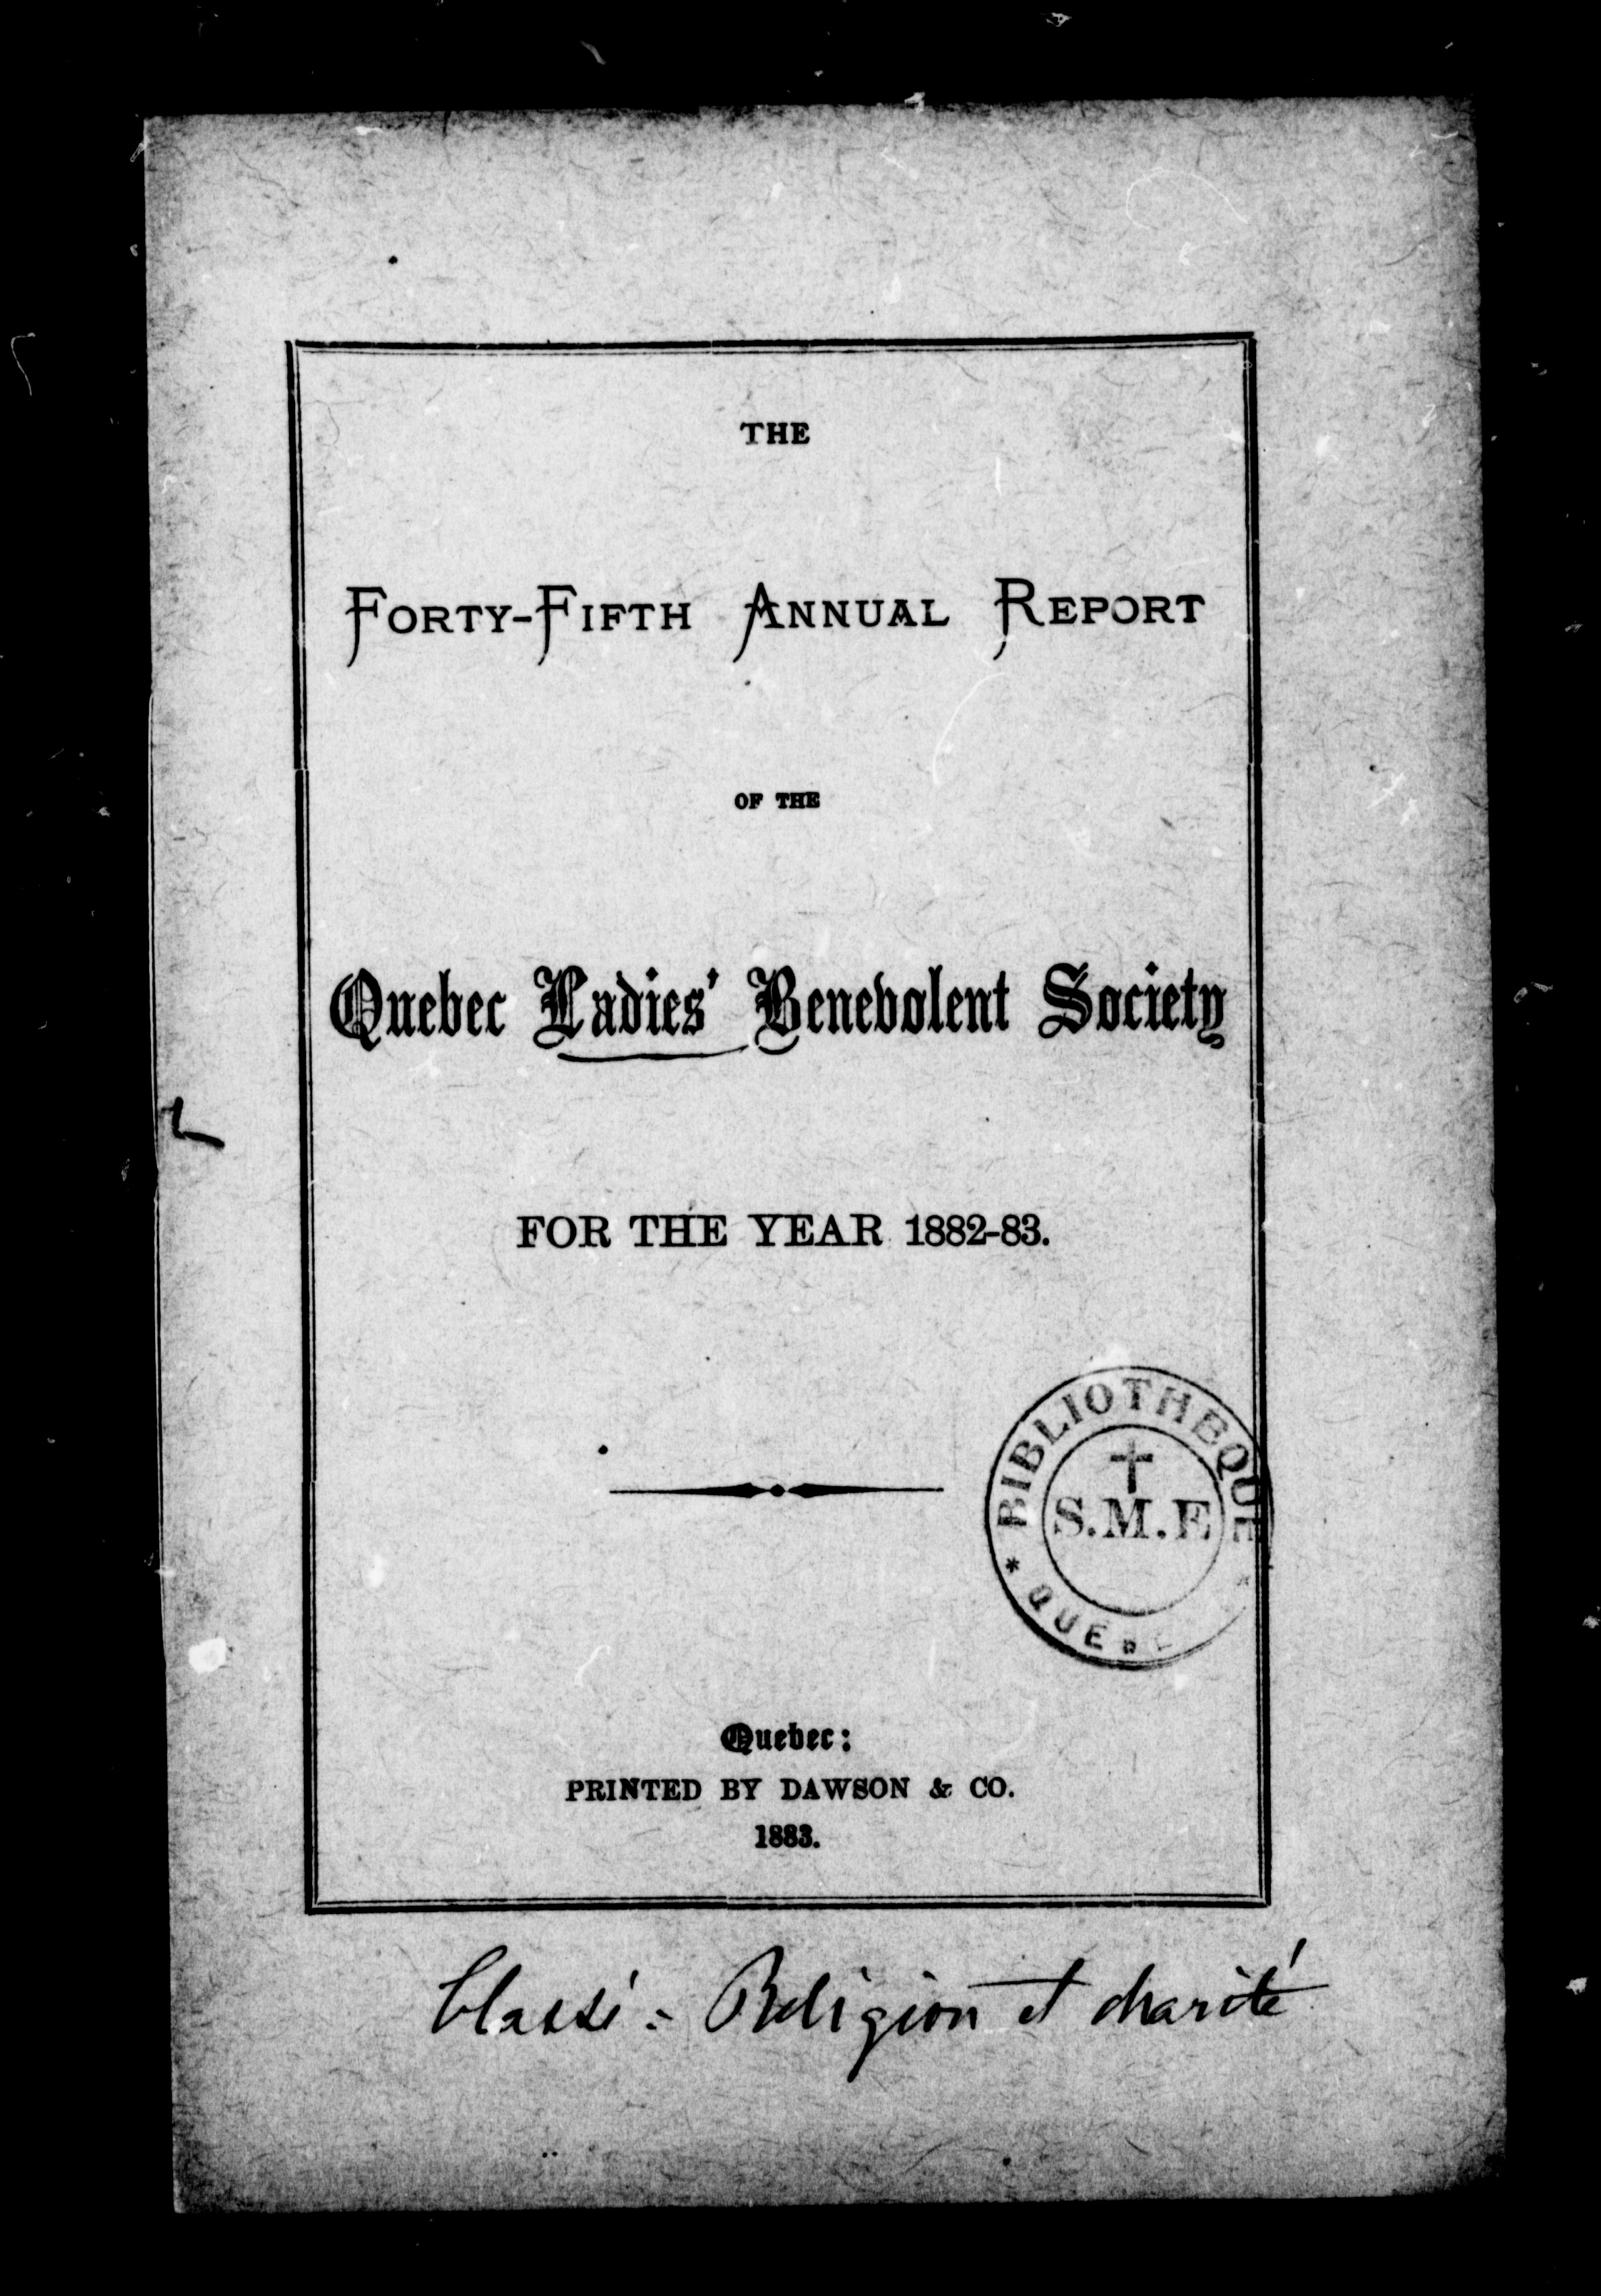 THE
FORTY-FIFTH ANNUAL REPORT
OF THE
Quebec Ladies' Benevolent Society
FOR THE YEAR 1882-83.
BIBLIOTHEQUE
S.M.E
Quebec:
PRINTED BY DAWSON & CO.
1883.
Classé:- Religion et charité